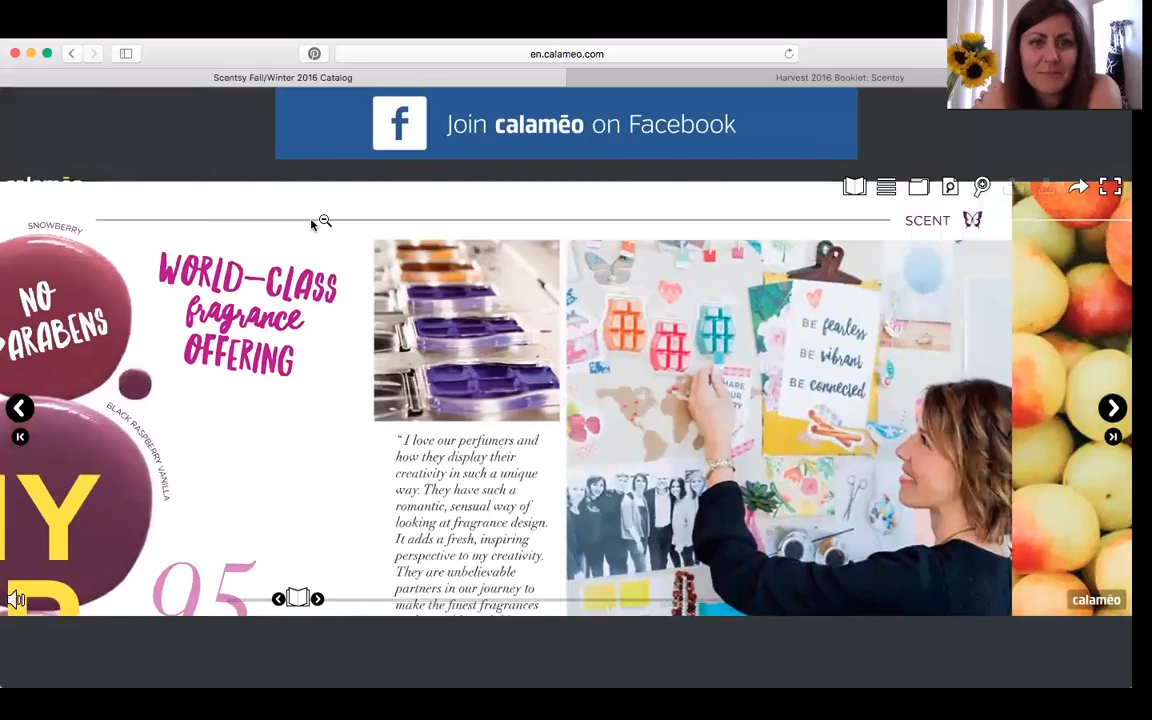 en.calameo.com
Scentsy Fall/Winter 2016 Catalog
Harvest 2016 Booklet: Scentsy
f Join calaméo on Facebook
SCENT
SNOWBERRY
NO
PARABENS
WORLD-CLASS
fragrance
OFFERING
BLACK RASPBERRY VANILLA
95
“ I love our perfumers and
how they display their
creativity in such a unique
way. They have such a
romantic, sensual way of
looking at fragrance design.
It adds a fresh, inspiring
perspective to my creativity.
They are unbelievable
partners in our journey to
make the finest fragrances
BE fearless
BE vibrant
BE connected
calaméo